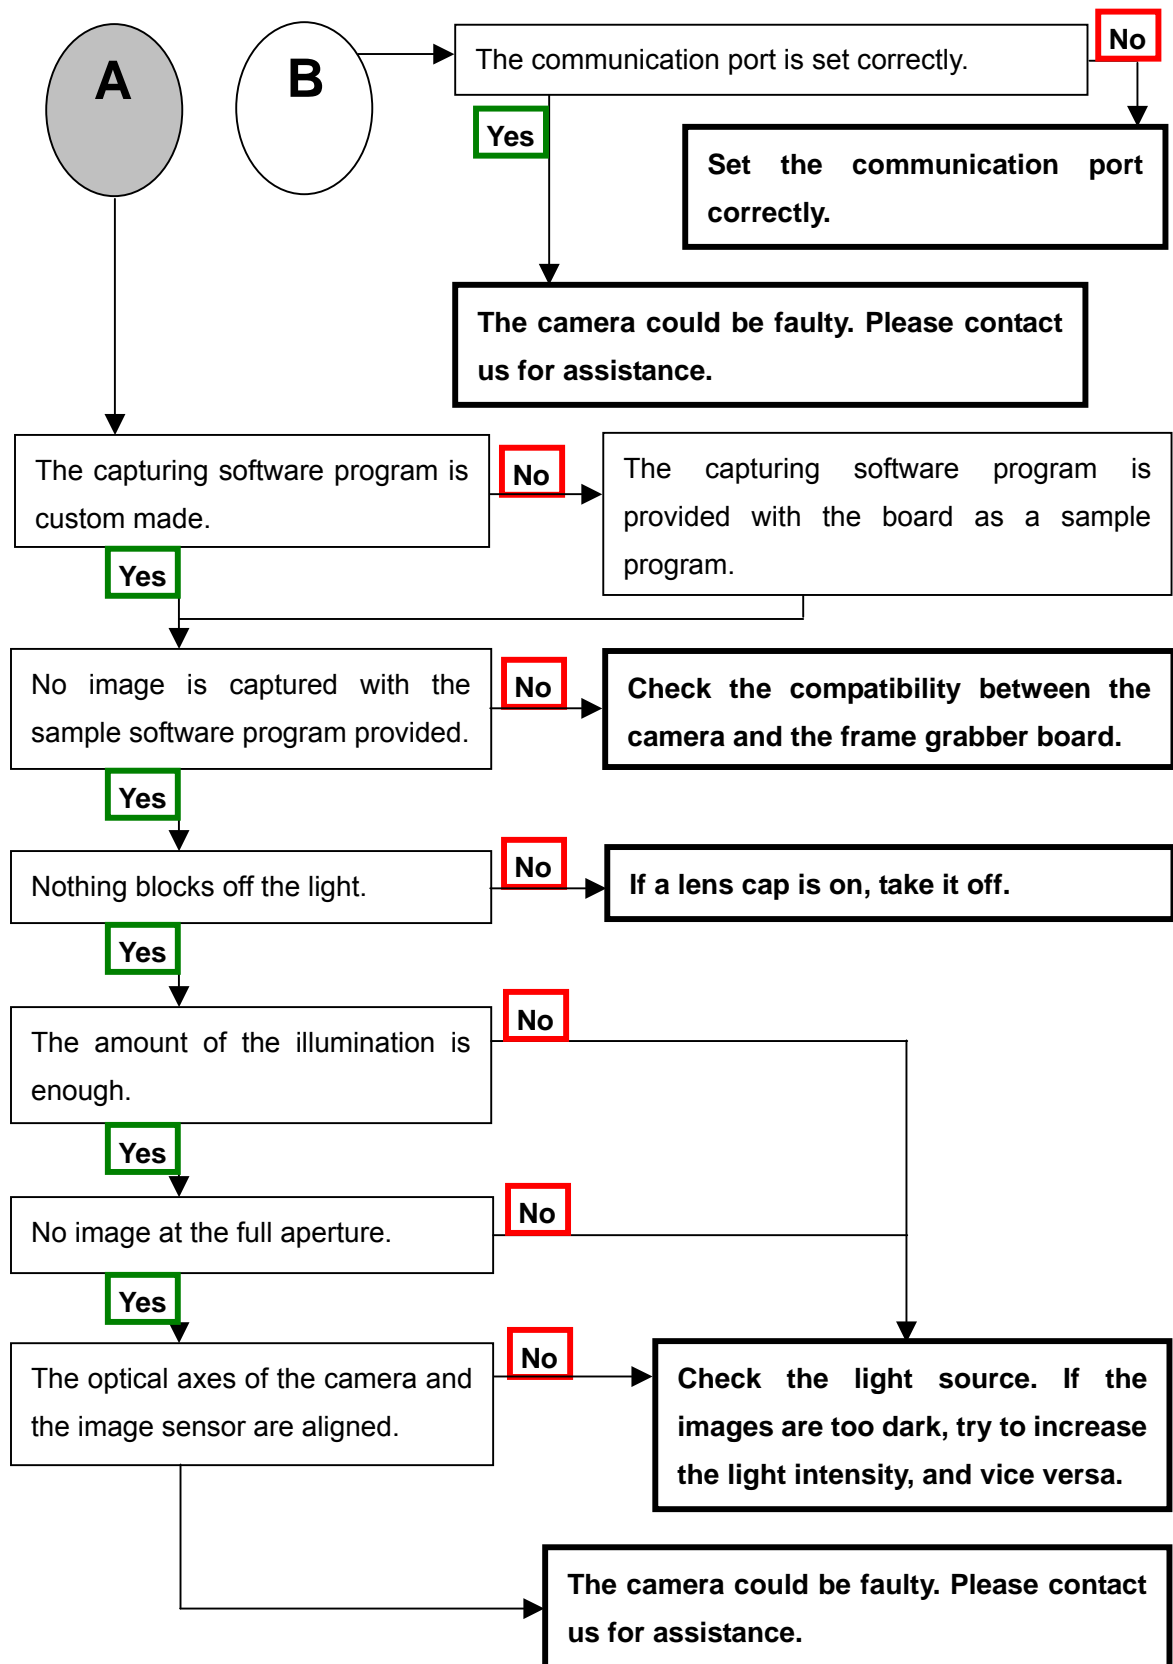 A
B
The communication port is set correctly.
No
Yes
Set the communication port
correctly.
The camera could be faulty. Please contact
us for assistance.
The capturing software program is
custom made.
No
The capturing software program is
provided with the board as a sample
program.
Yes
No image is captured with the
sample software program provided.
No
Check the compatibility between the
camera and the frame grabber board.
Yes
Nothing blocks off the light.
No
If a lens cap is on, take it off.
Yes
The amount of the illumination is
enough.
No
Yes
No image at the full aperture.
No
Yes
The optical axes of the camera and
the image sensor are aligned.
No
Check the light source. If the
images are too dark, try to increase
the light intensity, and vice versa.
The camera could be faulty. Please contact
us for assistance.